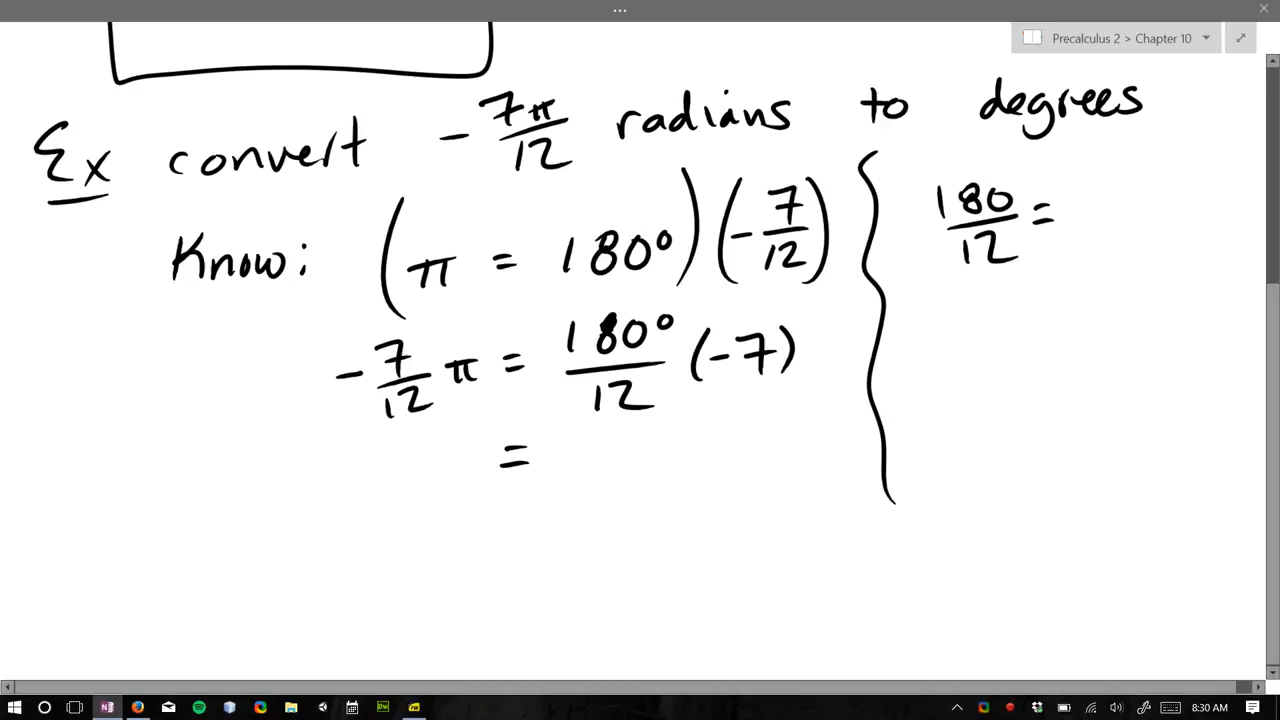 Precalculus 2 > Chapter 10
Ex convert -7π/12 radians to degrees
Know: (π = 180°)(-7/12)
-7/12 π = 180°/12 (-7)
=
180/12 =
8:30 AM